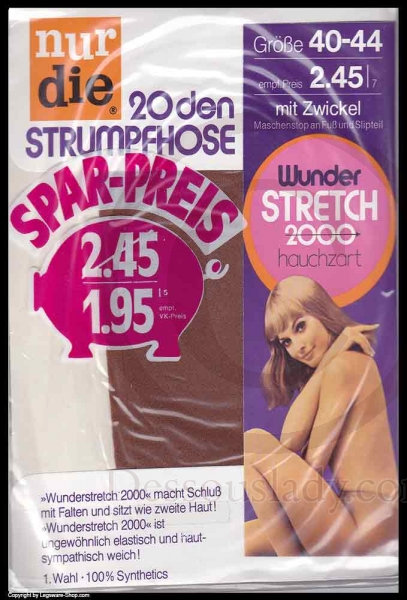 nur
die®
20 den
STRUMPFHOSE
SPAR-PREIS
2.45
1.95 | 5
empf.
VK-Preis
Größe 40-44
empf. Preis 2.45 | 7
mit Zwickel
Maschenstop an Fuß und Slipteil
Wunder
STRETCH
2000
hauchzart
»Wunderstretch 2000« macht Schluß
mit Falten und sitzt wie zweite Haut!
»Wunderstretch 2000« ist
ungewöhnlich elastisch und haut-
sympathisch weich!
1. Wahl · 100% Synthetics
Dessouslady.com
Copyright by Legsware-Shop.com